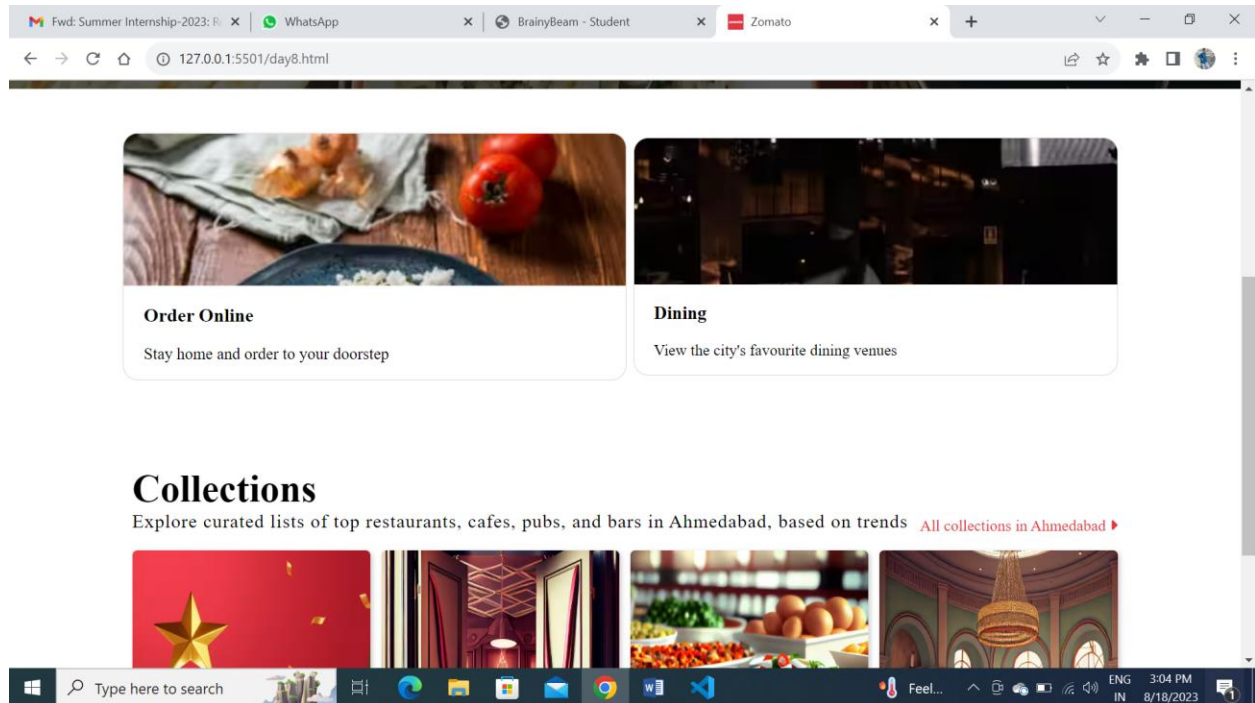 Fwd: Summer Internship-2023: R
WhatsApp
BrainyBeam - Student
Zomato
127.0.0.1:5501/day8.html
Order Online
Stay home and order to your doorstep
Dining
View the city's favourite dining venues
Collections
Explore curated lists of top restaurants, cafes, pubs, and bars in Ahmedabad, based on trends
All collections in Ahmedabad
Type here to search
Feel...
ENG
IN
3:04 PM
8/18/2023
1